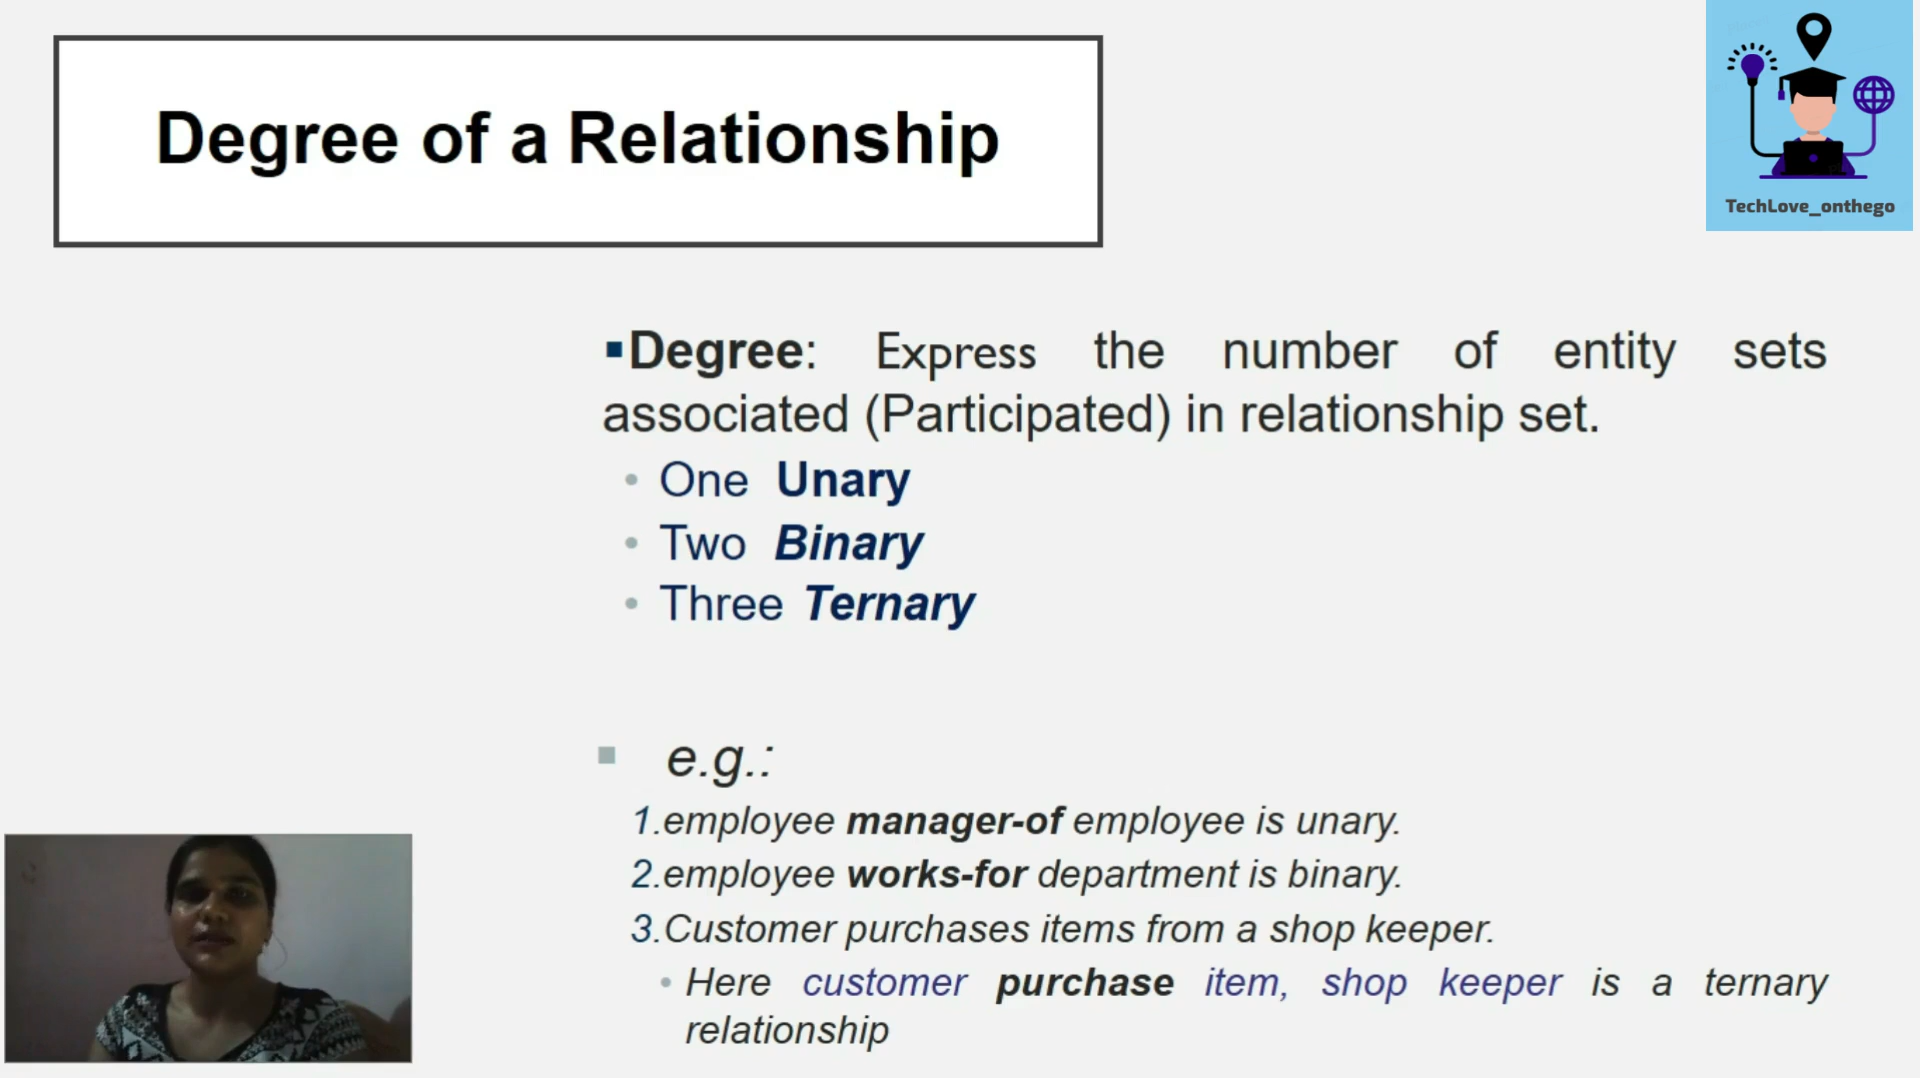 Degree of a Relationship
TechLove_onthego
▪Degree: Express the number of entity sets
associated (Participated) in relationship set.
• One Unary
• Two Binary
• Three Ternary
▪ e.g.:
1.employee manager-of employee is unary.
2.employee works-for department is binary.
3.Customer purchases items from a shop keeper.
• Here customer purchase item, shop keeper is a ternary
relationship